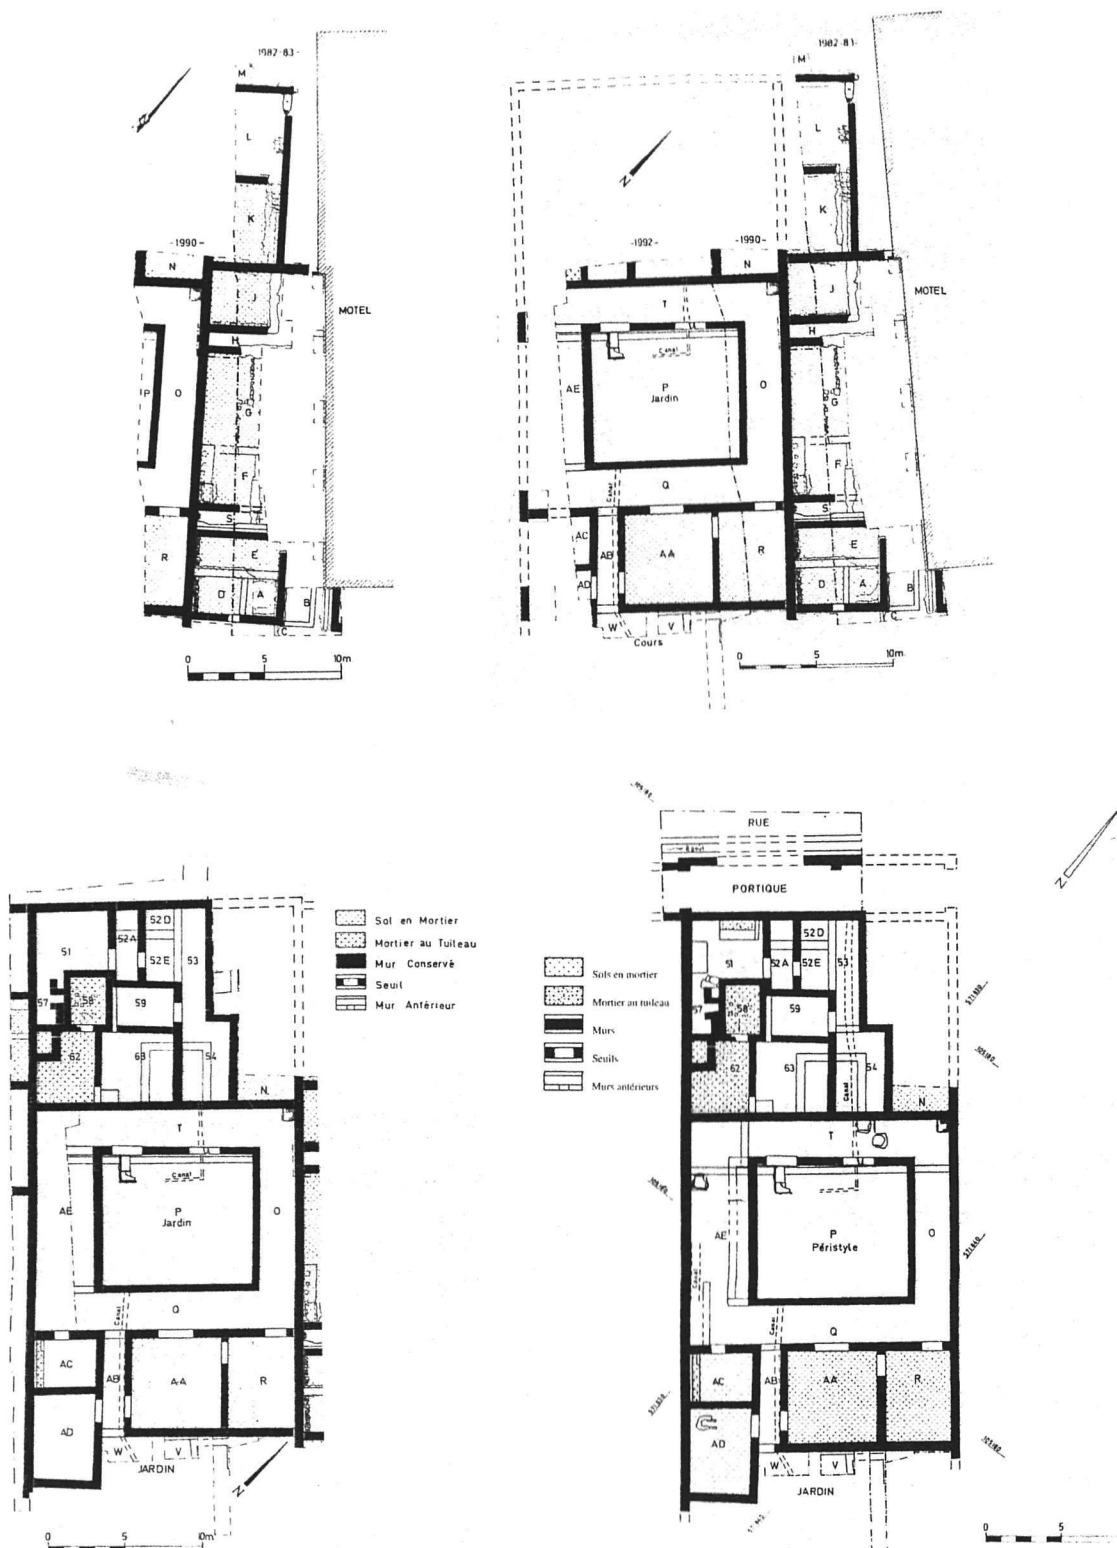 1982-83-
M
L
K
-1990-
N
J
MOTEL
H
P
O
G
F
S
R
E
D
A
B
C
0 5 10m
1982-83-
M
L
N
K
-1992-
-1990-
N
T
J
MOTEL
H
Canal
AE
P
Jardin
O
G
F
Q
Canal
S
AC
AB
AA
R
E
AD
D
A
B
C
W
V
Cours
0 5 10m
51
52A
52D
52E
53
57
58
59
62
63
54
N
T
Canal
AE
P
Jardin
O
Q
Canal
AC
AB
AA
R
AD
W
V
JARDIN
N
0 5 10m
Sol en Mortier
Mortier au Tuileau
Mur Conservé
Seuil
Mur Antérieur
RUE
PORTIQUE
N
51
52A
52D
52E
53
57
58
59
62
63
54
Canal
N
T
AE
Canal
P
Péristyle
O
Q
Canal
AC
AB
AA
R
AD
W
V
JARDIN
0 5
Sols en mortier
Mortier au tuileau
Murs
Seuils
Murs antérieurs